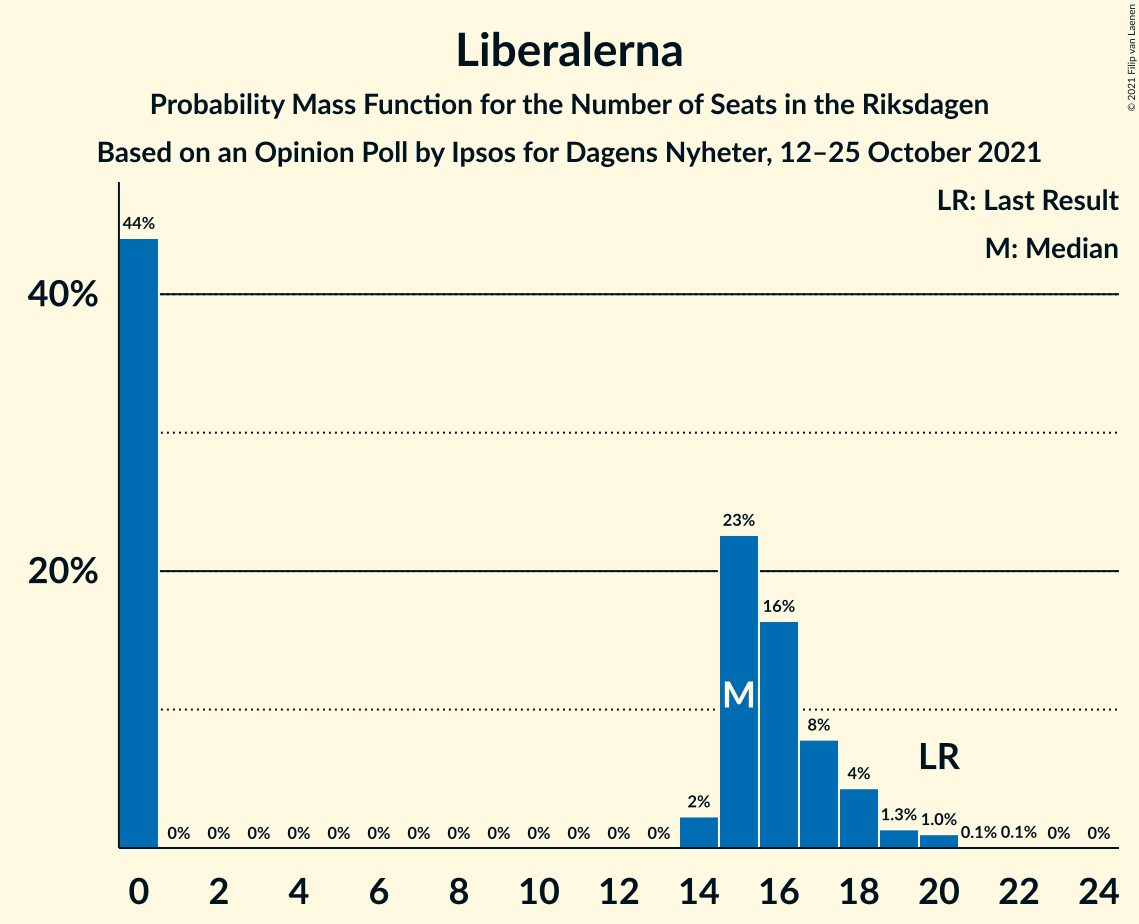 Liberalerna
Probability Mass Function for the Number of Seats in the Riksdagen
Based on an Opinion Poll by Ipsos for Dagens Nyheter, 12–25 October 2021
© 2021 Filip van Laenen
LR: Last Result
M: Median
44%
40%
23%
20%
16%
M
8%
LR
4%
2%
1.3% 1.0%
0% 0% 0% 0% 0% 0% 0% 0% 0% 0% 0% 0% 0% 0.1% 0.1% 0% 0%
0 2 4 6 8 10 12 14 16 18 20 22 24